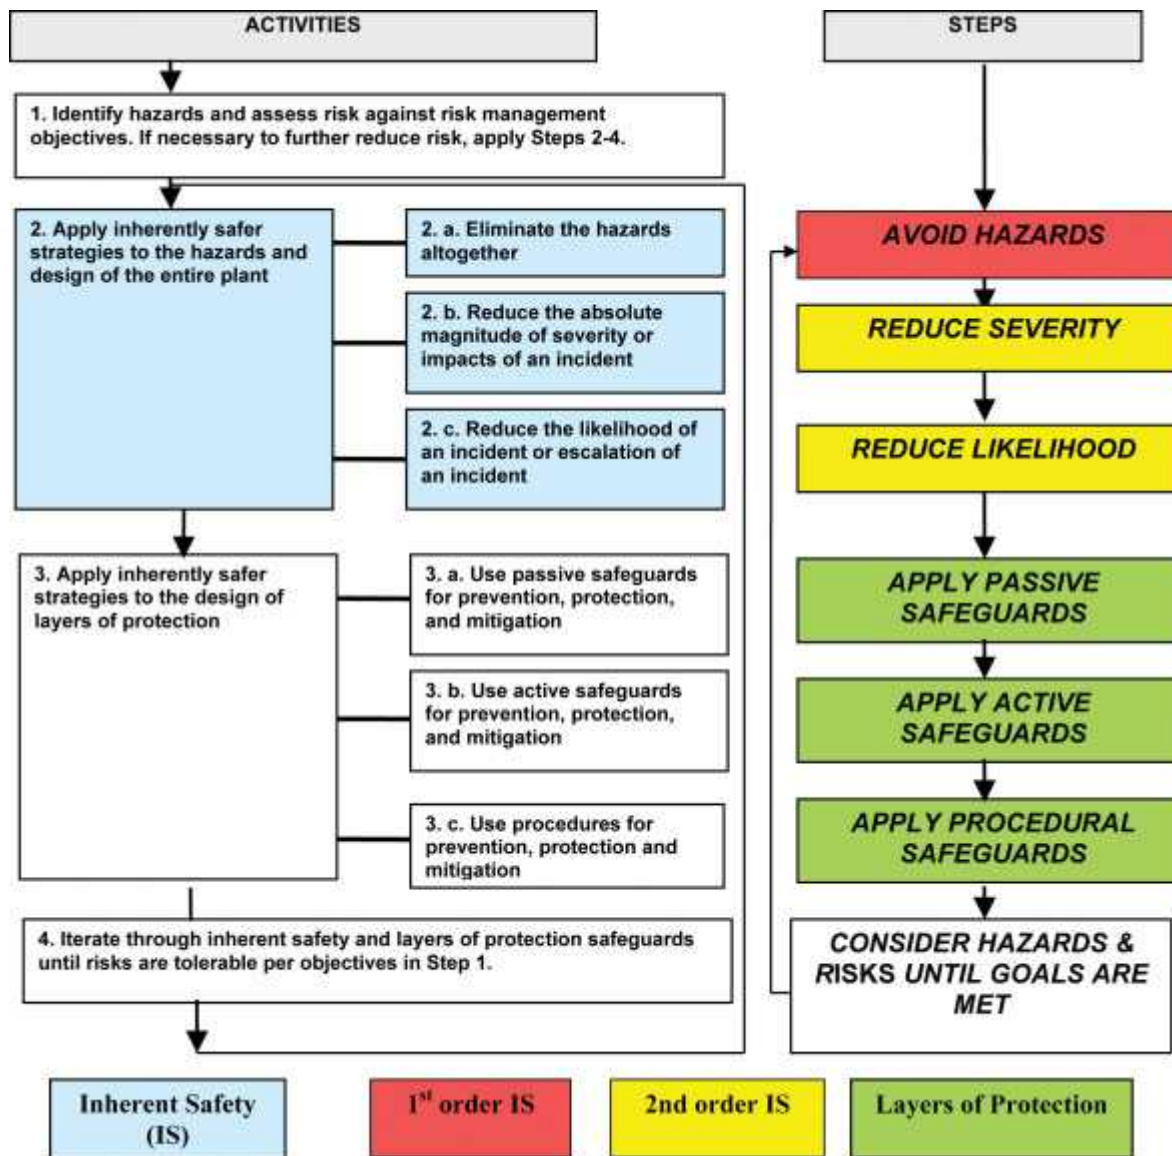 ACTIVITIES
1. Identify hazards and assess risk against risk management
objectives. If necessary to further reduce risk, apply Steps 2-4.
2. Apply inherently safer
strategies to the hazards and
design of the entire plant
2. a. Eliminate the hazards
altogether
2. b. Reduce the absolute
magnitude of severity or
impacts of an incident
2. c. Reduce the likelihood of
an incident or escalation of
an incident
3. Apply inherently safer
strategies to the design of
layers of protection
3. a. Use passive safeguards
for prevention, protection,
and mitigation
3. b. Use active safeguards
for prevention, protection,
and mitigation
3. c. Use procedures for
prevention, protection and
mitigation
4. Iterate through inherent safety and layers of protection safeguards
until risks are tolerable per objectives in Step 1.
STEPS
AVOID HAZARDS
REDUCE SEVERITY
REDUCE LIKELIHOOD
APPLY PASSIVE
SAFEGUARDS
APPLY ACTIVE
SAFEGUARDS
APPLY PROCEDURAL
SAFEGUARDS
CONSIDER HAZARDS &
RISKS UNTIL GOALS ARE
MET
Inherent Safety
(IS)
1st order IS
2nd order IS
Layers of Protection